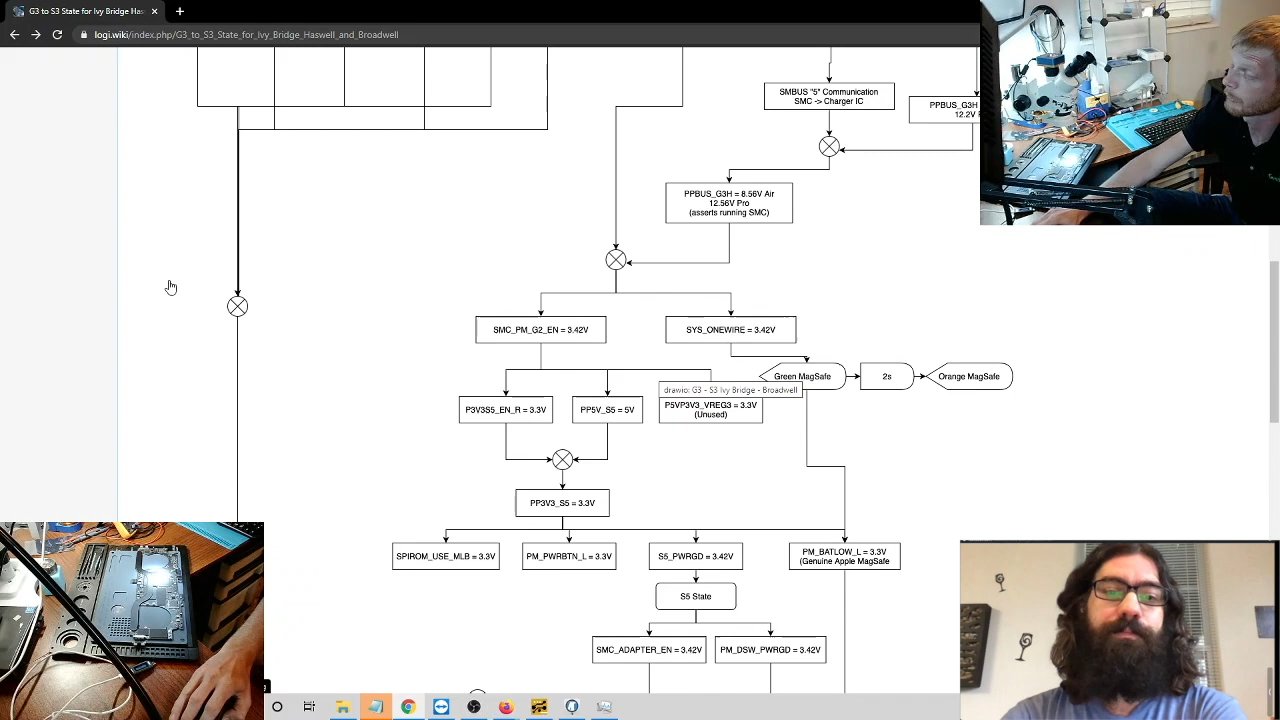 G3 to S3 State for Ivy Bridge Has
logi.wiki/index.php/G3_to_S3_State_for_Ivy_Bridge_Haswell_and_Broadwell
SMBUS "5" Communication
SMC -> Charger IC
PPBUS_G3H
12.2V
PPBUS_G3H = 8.56V Air
12.56V Pro
(asserts running SMC)
SMC_PM_G2_EN = 3.42V
SYS_ONEWIRE = 3.42V
Green MagSafe
2s
Orange MagSafe
drawio: G3 - S3 Ivy Bridge - Broadwell
P3V3S5_EN_R = 3.3V
PP5V_S5 = 5V
P5VP3V3_VREG3 = 3.3V
(Unused)
PP3V3_S5 = 3.3V
SPIROM_USE_MLB = 3.3V
PM_PWRBTN_L = 3.3V
S5_PWRGD = 3.42V
PM_BATLOW_L = 3.3V
(Genuine Apple MagSafe
S5 State
SMC_ADAPTER_EN = 3.42V
PM_DSW_PWRGD = 3.42V